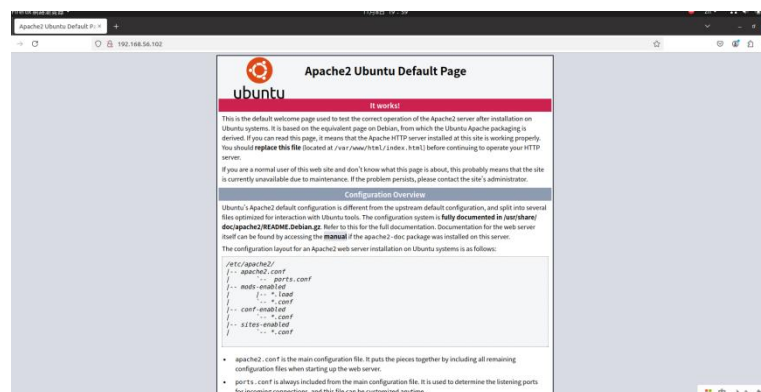 Apache2 Ubuntu Default P
192.168.56.102
ubuntu
Apache2 Ubuntu Default Page
It works!
This is the default welcome page used to test the correct operation of the Apache2 server after installation on
Ubuntu systems. It is based on the equivalent page on Debian, from which the Ubuntu Apache packaging is
derived. If you can read this page, it means that the Apache HTTP server installed at this site is working properly.
You should replace this file (located at /var/www/html/index.html) before continuing to operate your HTTP
server.
If you are a normal user of this web site and don't know what this page is about, this probably means that the site
is currently unavailable due to maintenance. If the problem persists, please contact the site's administrator.
Configuration Overview
Ubuntu's Apache2 default configuration is different from the upstream default configuration, and split into several
files optimized for interaction with Ubuntu tools. The configuration system is fully documented in /usr/share/
doc/apache2/README.Debian.gz. Refer to this for the full documentation. Documentation for the web server
itself can be found by accessing the manual if the apache2-doc package was installed on this server.
The configuration layout for an Apache2 web server installation on Ubuntu systems is as follows:
/etc/apache2/
|-- apache2.conf
|       `-- ports.conf
|-- mods-enabled
|       |-- *.load
|       `-- *.conf
|-- conf-enabled
|       `-- *.conf
|-- sites-enabled
|       `-- *.conf
• apache2.conf is the main configuration file. It puts the pieces together by including all remaining
configuration files when starting up the web server.
• ports.conf is always included from the main configuration file. It is used to determine the listening ports
for incoming connections, and this file can be customized anytime.